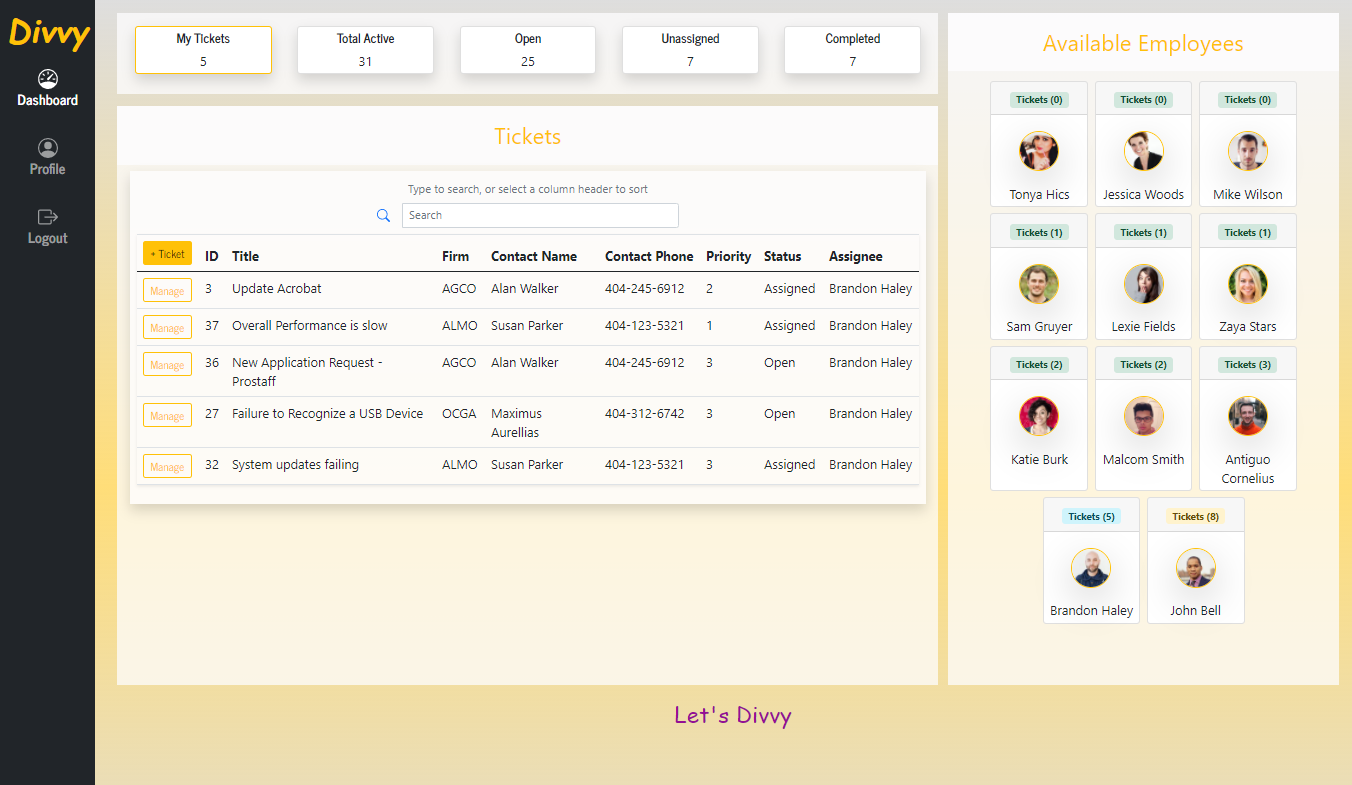 Divvy
Dashboard
Profile
Logout
My Tickets
5
Total Active
31
Open
25
Unassigned
7
Completed
7
Tickets
Type to search, or select a column header to sort
Search
+ Ticket ID Title Firm Contact Name Contact Phone Priority Status Assignee
Manage 3 Update Acrobat AGCO Alan Walker 404-245-6912 2 Assigned Brandon Haley
Manage 37 Overall Performance is slow ALMO Susan Parker 404-123-5321 1 Assigned Brandon Haley
Manage 36 New Application Request - AGCO Alan Walker 404-245-6912 3 Open Brandon Haley
Prostaff
Manage 27 Failure to Recognize a USB Device OCGA Maximus 404-312-6742 3 Open Brandon Haley
Aurellias
Manage 32 System updates failing ALMO Susan Parker 404-123-5321 3 Assigned Brandon Haley
Available Employees
Tickets (0) Tickets (0) Tickets (0)
Tonya Hics Jessica Woods Mike Wilson
Tickets (1) Tickets (1) Tickets (1)
Sam Gruyer Lexie Fields Zaya Stars
Tickets (2) Tickets (2) Tickets (3)
Katie Burk Malcom Smith Antiguo
Cornelius
Tickets (5) Tickets (8)
Brandon Haley John Bell
Let's Divvy